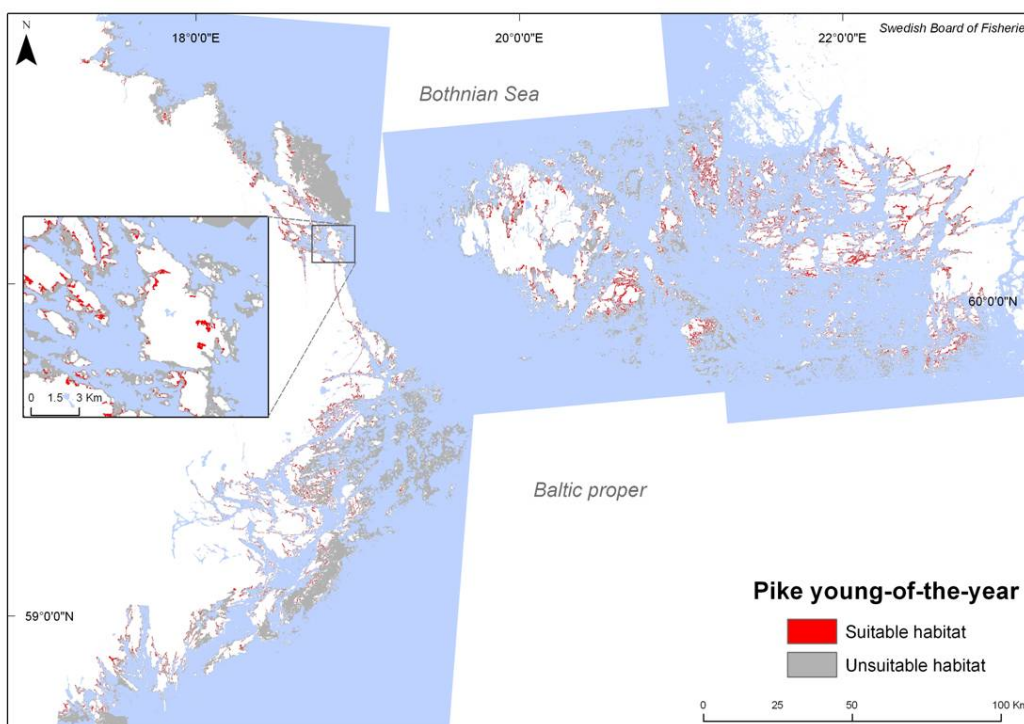 N
18°0'0"E
20°0'0"E
22°0'0"E
Swedish Board of Fisherie
Bothnian Sea
60°0'0"N
0 1.5 3 Km
Baltic proper
59°0'0"N
Pike young-of-the-year
Suitable habitat
Unsuitable habitat
0 25 50 100 Km